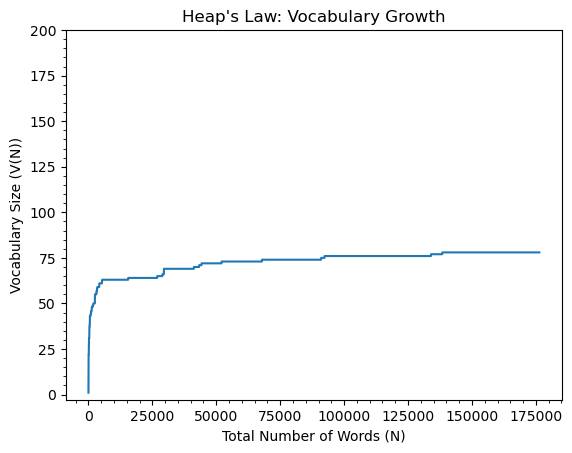 Heap's Law: Vocabulary Growth
200
175
150
125
100
75
50
25
0
Vocabulary Size (V(N))
0 25000 50000 75000 100000 125000 150000 175000
Total Number of Words (N)